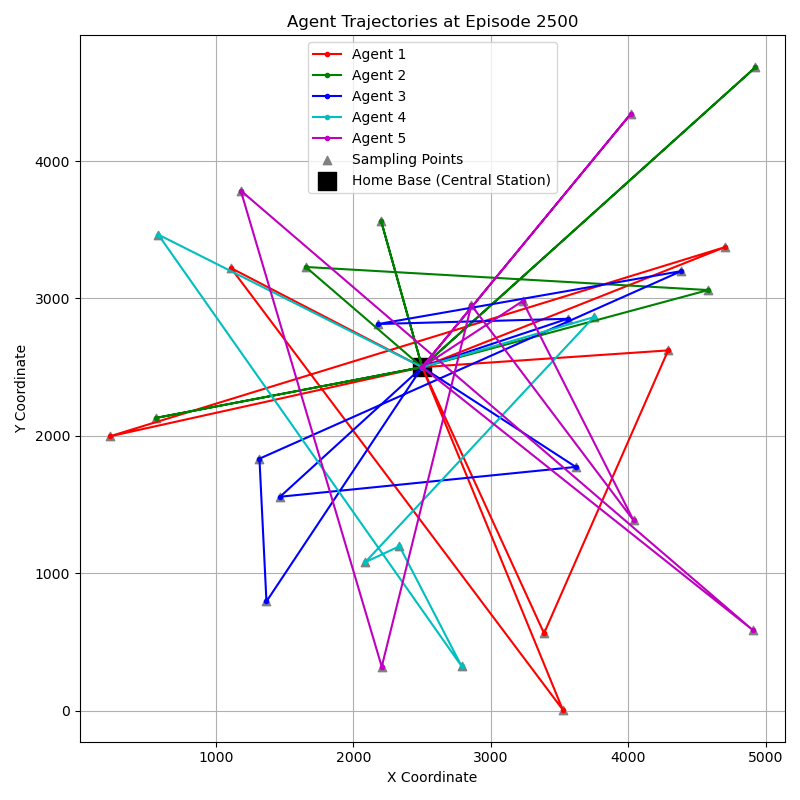 Agent Trajectories at Episode 2500
Agent 1
Agent 2
Agent 3
Agent 4
Agent 5
Sampling Points
Home Base (Central Station)
Y Coordinate
4000
3000
2000
1000
0
1000 2000 3000 4000 5000
X Coordinate